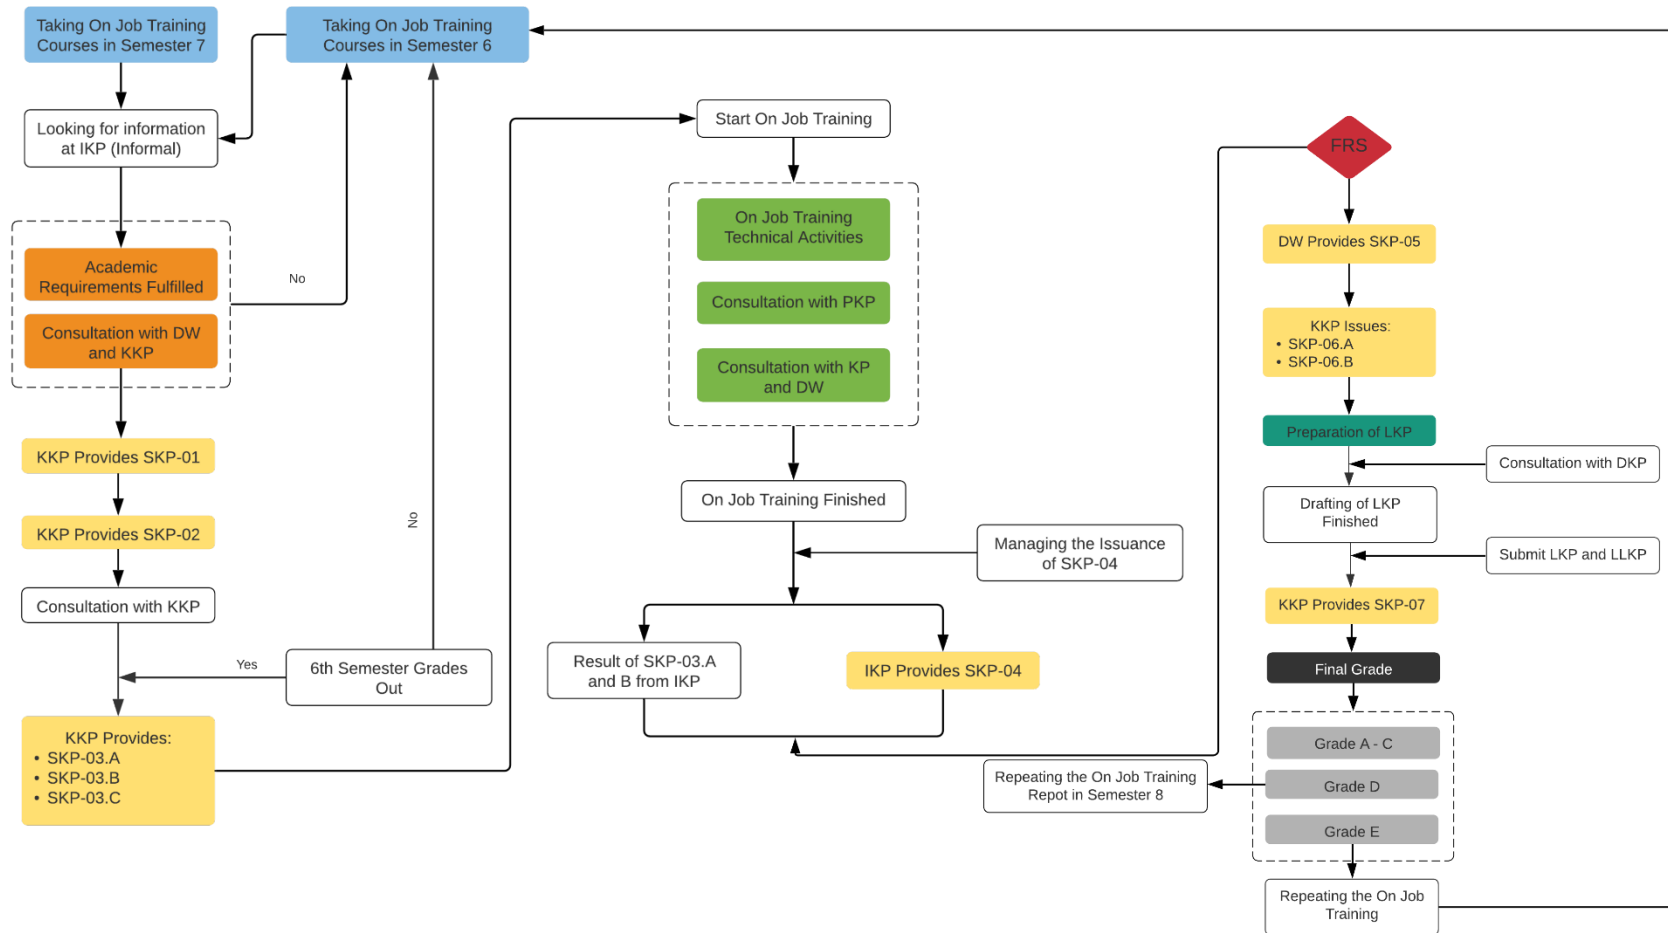 Taking On Job Training
Courses in Semester 7
Taking On Job Training
Courses in Semester 6
Looking for information
at IKP (Informal)
Academic
Requirements Fulfilled
Consultation with DW
and KKP
No
KKP Provides SKP-01
KKP Provides SKP-02
Consultation with KKP
Yes
6th Semester Grades
Out
No
KKP Provides:
• SKP-03.A
• SKP-03.B
• SKP-03.C
Start On Job Training
On Job Training
Technical Activities
Consultation with PKP
Consultation with KP
and DW
On Job Training Finished
Managing the Issuance
of SKP-04
Result of SKP-03.A
and B from IKP
IKP Provides SKP-04
FRS
DW Provides SKP-05
KKP Issues:
• SKP-06.A
• SKP-06.B
Preparation of LKP
Consultation with DKP
Drafting of LKP
Finished
Submit LKP and LLKP
KKP Provides SKP-07
Final Grade
Grade A - C
Grade D
Grade E
Repeating the On Job Training
Repot in Semester 8
Repeating the On Job
Training